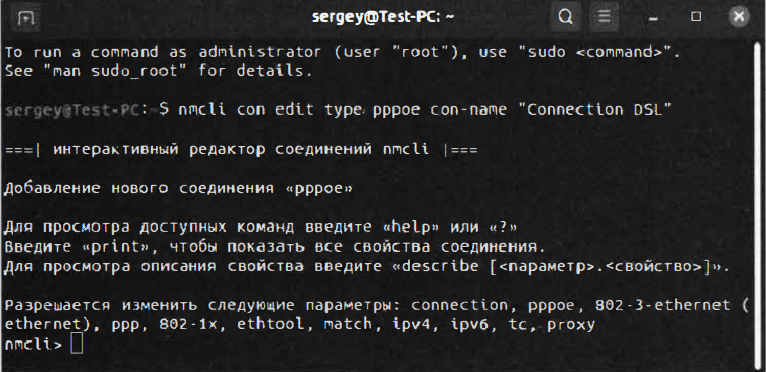 sergey@Test-PC: ~
To run a command as administrator (user "root"), use "sudo <command>".
See "man sudo_root" for details.
sergey@Test-PC:~$ nmcli con edit type pppoe con-name "Connection DSL"
===| интерактивный редактор соединений nmcli |===
Добавление нового соединения «pppoe»
Для просмотра доступных команд введите «help» или «?»
Введите «print», чтобы показать все свойства соединения.
Для просмотра описания свойства введите «describe [<параметр>.<свойство>]».
Разрешается изменить следующие параметры: connection, pppoe, 802-3-ethernet (
ethernet), ppp, 802-1x, ethtool, match, ipv4, ipv6, tc, proxy
nmcli>